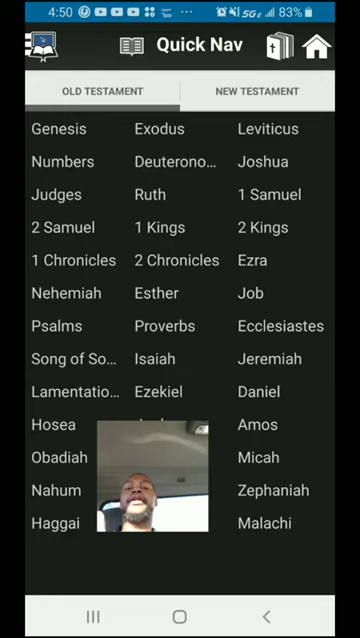 4:50 5GE 83%
Quick Nav
OLD TESTAMENT NEW TESTAMENT
Genesis Exodus Leviticus
Numbers Deuterono... Joshua
Judges Ruth 1 Samuel
2 Samuel 1 Kings 2 Kings
1 Chronicles 2 Chronicles Ezra
Nehemiah Esther Job
Psalms Proverbs Ecclesiastes
Song of So... Isaiah Jeremiah
Lamentatio... Ezekiel Daniel
Hosea Amos
Obadiah Micah
Nahum Zephaniah
Haggai Malachi